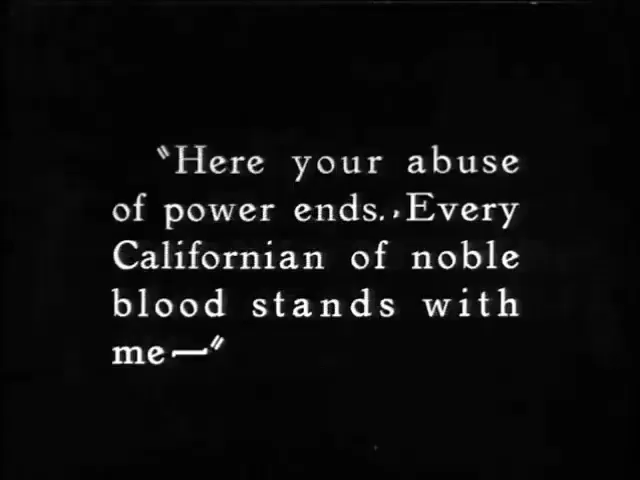 "Here your abuse
of power ends. Every
Californian of noble
blood stands with
me—"